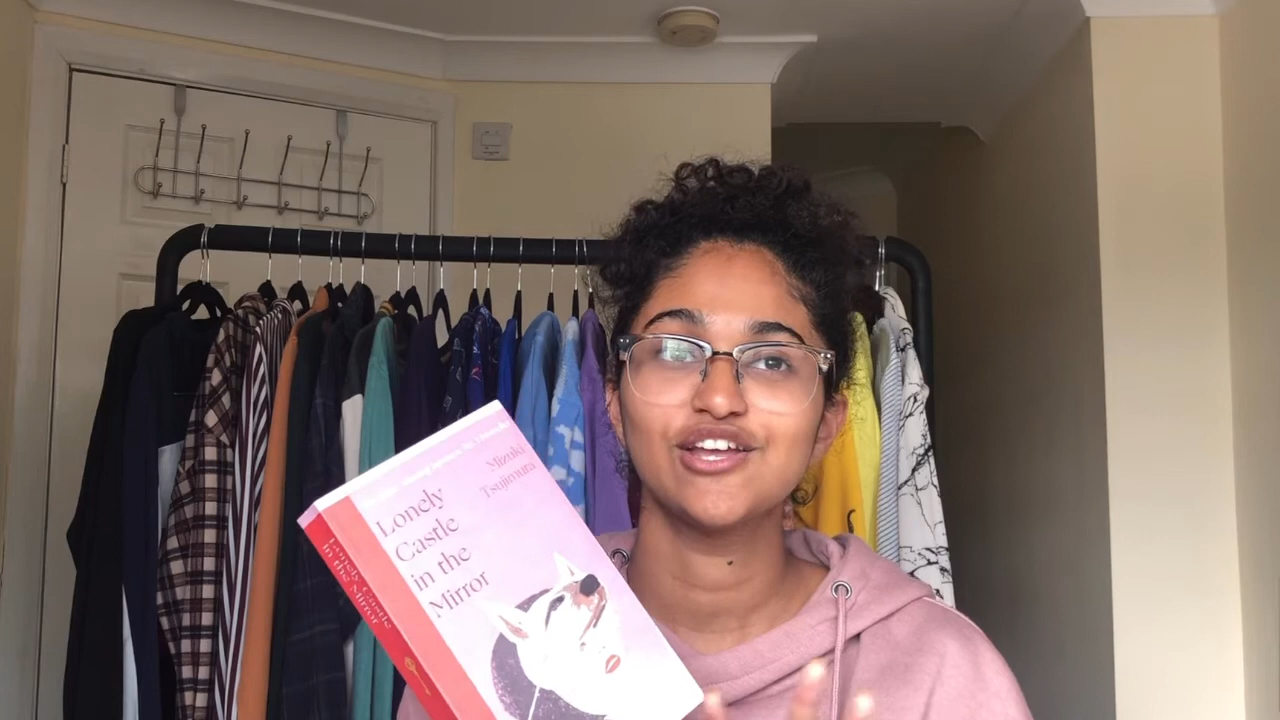 Mizuki
Tsujimura
Lonely
Castle
in the
Mirror
Lonely Castle
in the Mirror